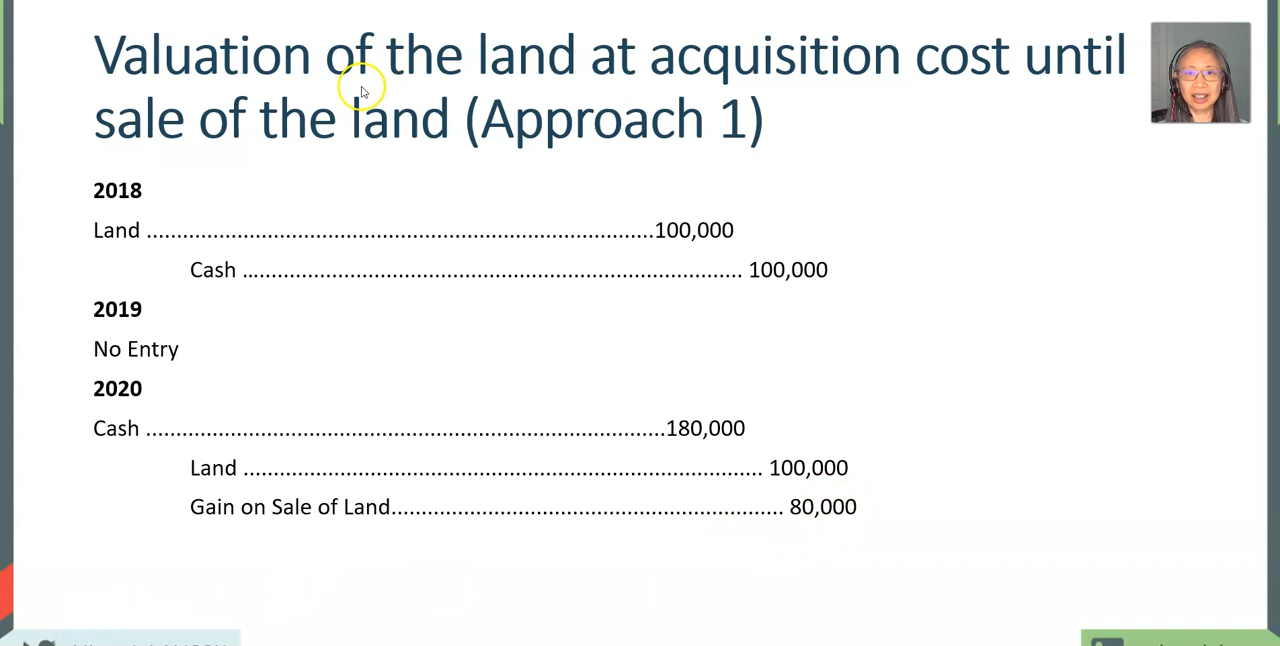 Valuation of the land at acquisition cost until
sale of the land (Approach 1)
2018
Land ..................................................................................100,000
Cash .................................................................................. 100,000
2019
No Entry
2020
Cash ....................................................................................180,000
Land .................................................................................... 100,000
Gain on Sale of Land................................................................ 80,000